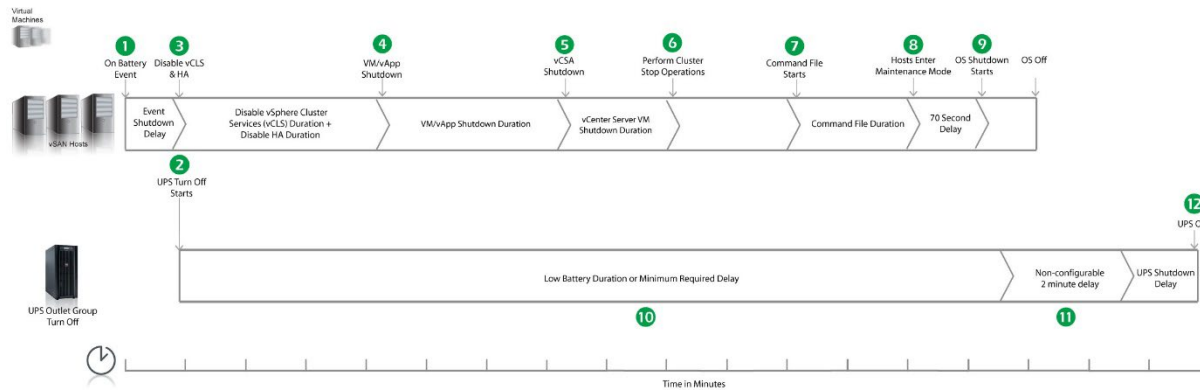 Virtual
Machines
1
3
4
5
6
7
8
9
On Battery
Event
Disable vCLS
& HA
VM/vApp
Shutdown
vCSA
Shutdown
Perform Cluster
Stop Operations
Command File
Starts
Hosts Enter
Maintenance Mode
OS Shutdown
Starts
OS Off
Event
Shutdown
Delay
Disable vSphere Cluster
Services (vCLS) Duration +
Disable HA Duration
VM/vApp Shutdown Duration
vCenter Server VM
Shutdown Duration
Command File Duration
70 Second
Delay
vSAN Hosts
2
UPS Turn Off
Starts
12
UPS O
Low Battery Duration or Minimum Required Delay
Non-configurable
2 minute delay
UPS Shutdown
Delay
UPS Outlet Group
Turn Off
10
11
Time in Minutes